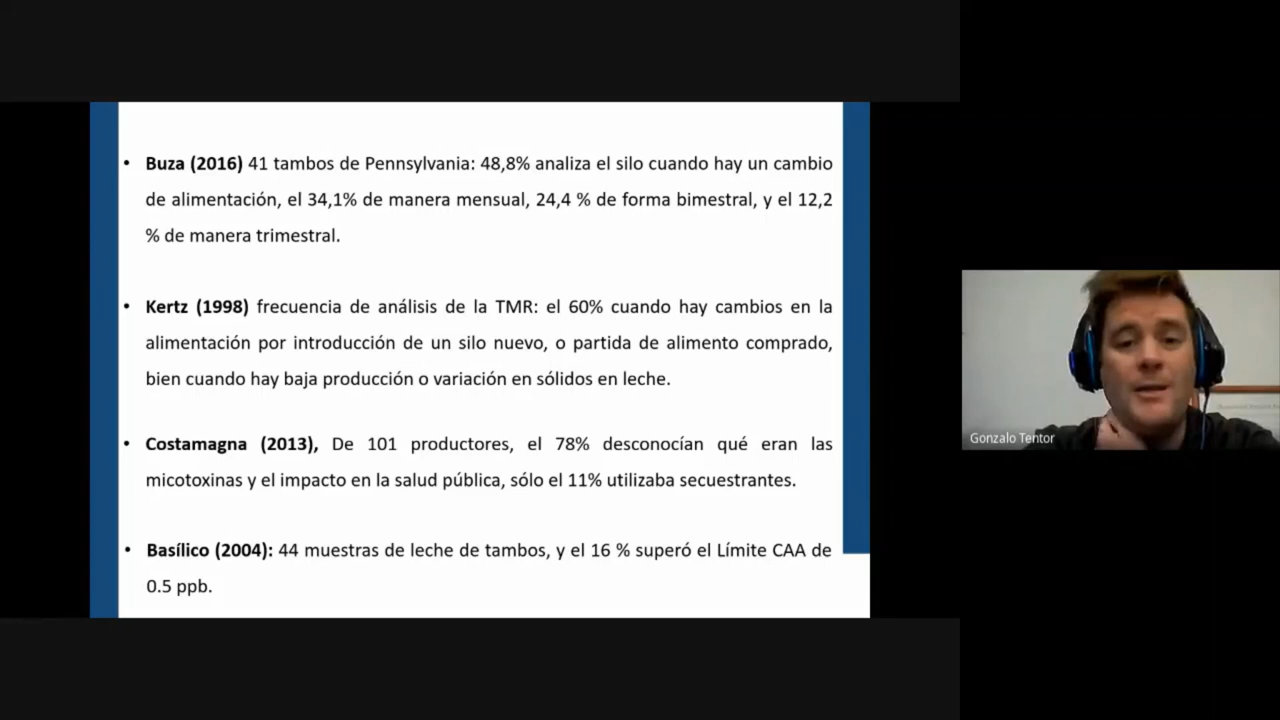 • Buza (2016) 41 tambos de Pennsylvania: 48,8% analiza el silo cuando hay un cambio
de alimentación, el 34,1% de manera mensual, 24,4 % de forma bimestral, y el 12,2
% de manera trimestral.
• Kertz (1998) frecuencia de análisis de la TMR: el 60% cuando hay cambios en la
alimentación por introducción de un silo nuevo, o partida de alimento comprado,
bien cuando hay baja producción o variación en sólidos en leche.
• Costamagna (2013), De 101 productores, el 78% desconocían qué eran las
micotoxinas y el impacto en la salud pública, sólo el 11% utilizaba secuestrantes.
• Basílico (2004): 44 muestras de leche de tambos, y el 16 % superó el Límite CAA de
0.5 ppb.
Gonzalo Tentor